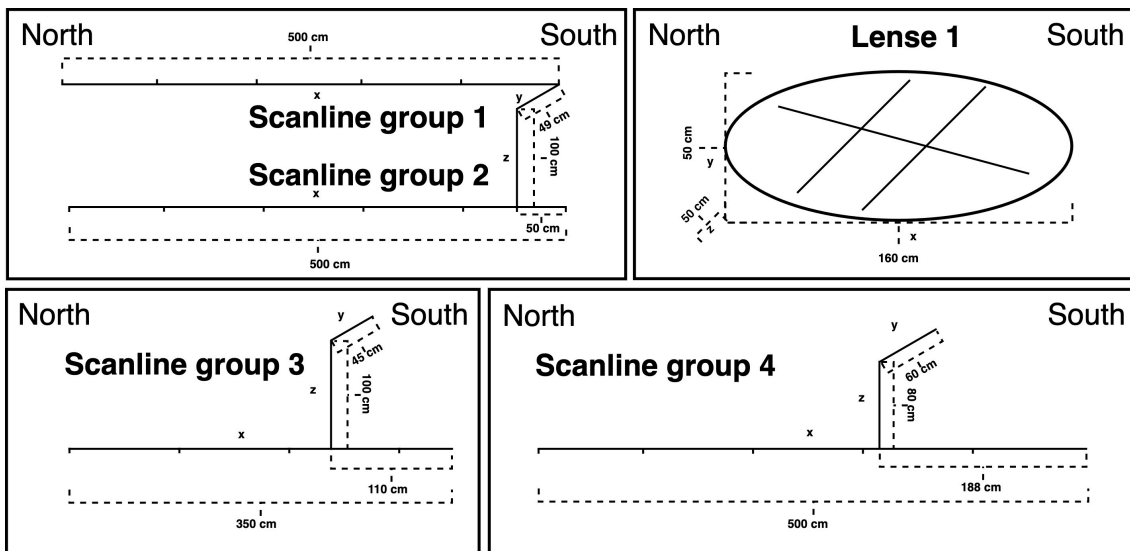 North
South
500 cm
x
y
Scanline group 1
49 cm
z
100 cm
Scanline group 2
x
50 cm
500 cm
North
Lense 1
South
50 cm
y
50 cm
z
x
160 cm
North
South
y
Scanline group 3
45 cm
z
100 cm
x
110 cm
350 cm
North
South
y
Scanline group 4
60 cm
z
80 cm
x
188 cm
500 cm